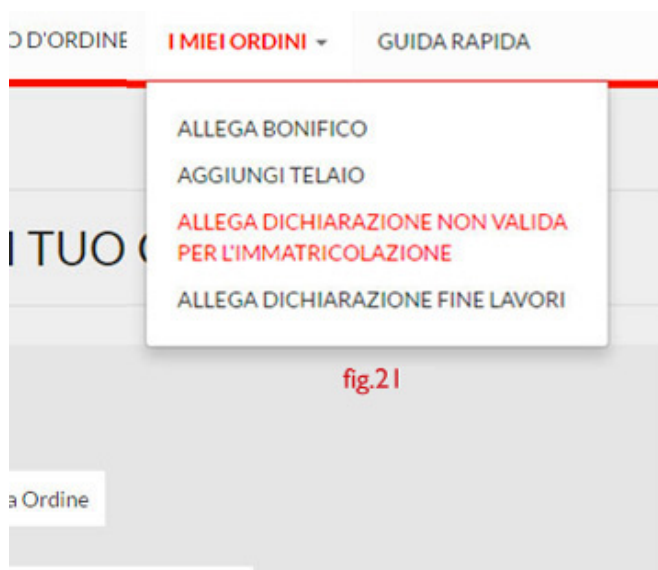 O D'ORDINE I MIEI ORDINI GUIDA RAPIDA
ALLEGA BONIFICO
AGGIUNGI TELAIO
ALLEGA DICHIARAZIONE NON VALIDA
PER L'IMMATRICOLAZIONE
I TUO
ALLEGA DICHIARAZIONE FINE LAVORI
fig.21
a Ordine